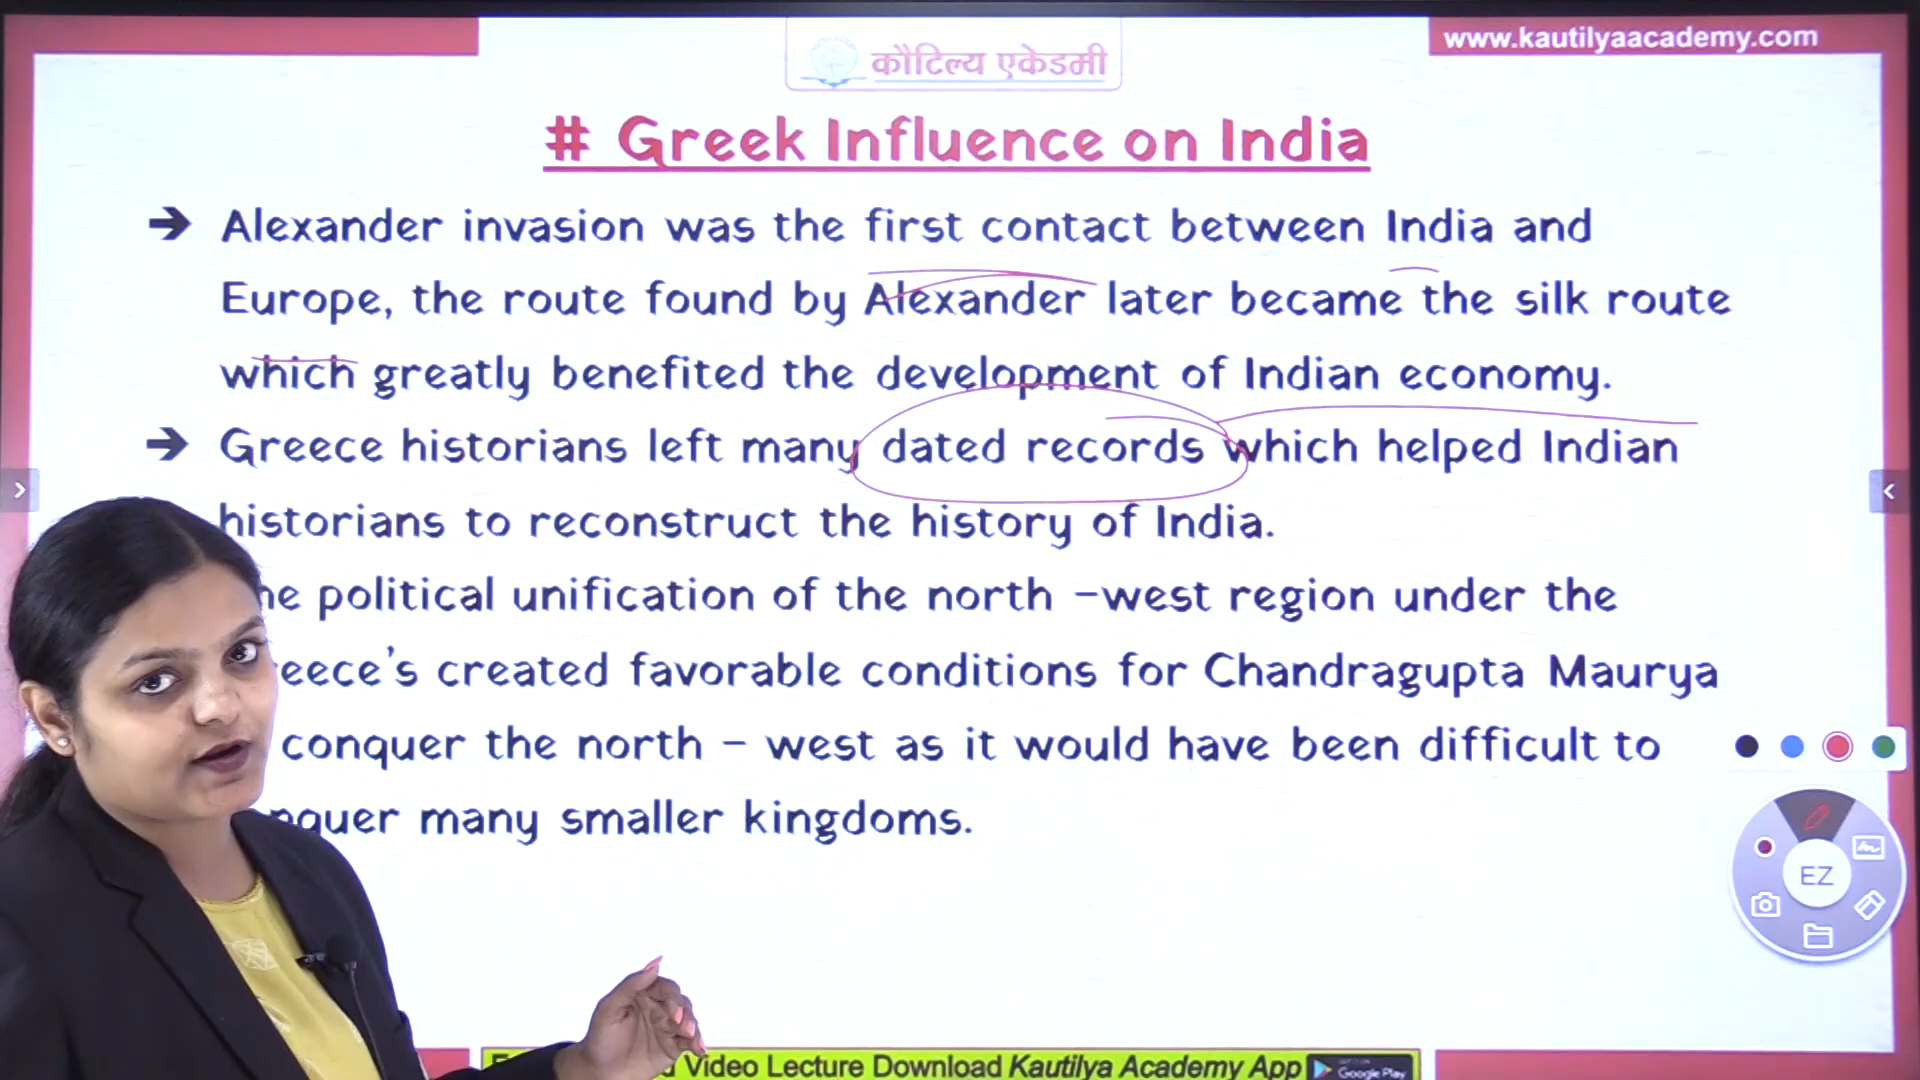 www.kautilyaacademy.com
कौटिल्य एकेडमी
# Greek Influence on India
➔ Alexander invasion was the first contact between India and
Europe, the route found by Alexander later became the silk route
which greatly benefited the development of Indian economy.
➔ Greece historians left many dated records which helped Indian
historians to reconstruct the history of India.
political unification of the north -west region under the
created favorable conditions for Chandragupta Maurya
conquer the north - west as it would have been difficult to
many smaller kingdoms.
EZ
Video Lecture Download Kautilya Academy App
Google Play